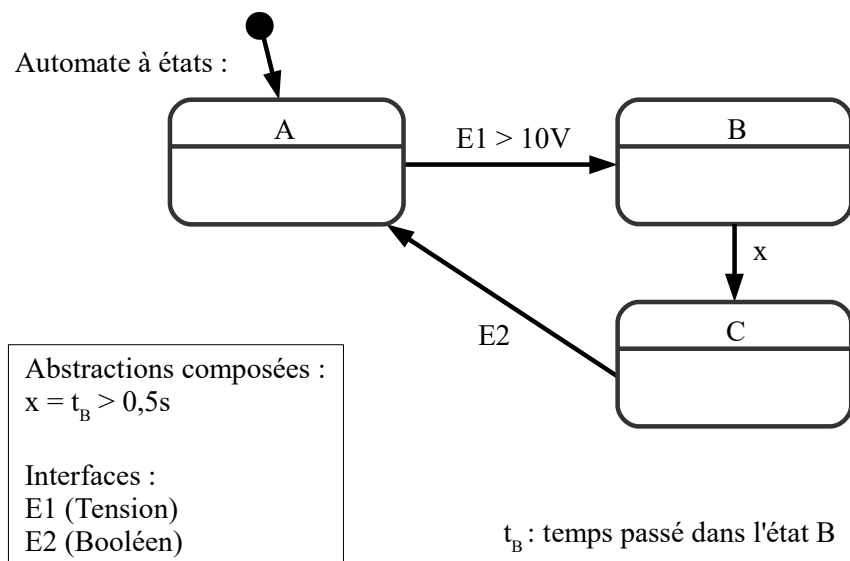 Automate à états :
A
E1 > 10V
B
x
E2
C
Abstractions composées :
x = t_B > 0,5s
Interfaces :
E1 (Tension)
E2 (Booléen)
t_B : temps passé dans l'état B